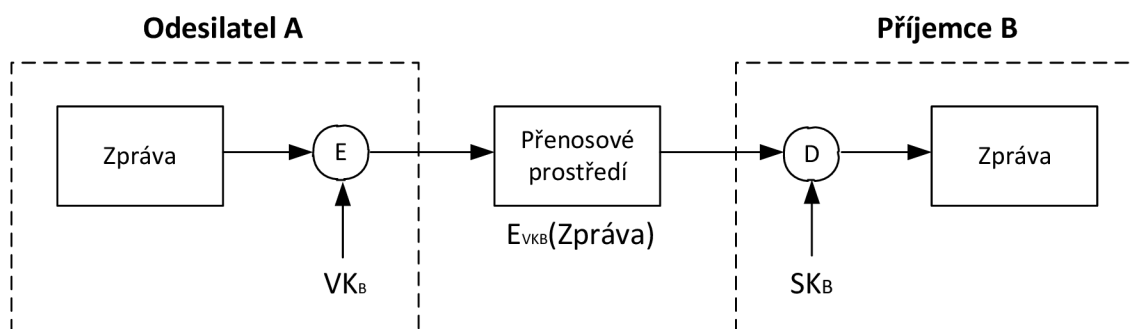 Odesilatel A
Příjemce B
Zpráva
E
Přenosové
prostředí
D
Zpráva
EVKB(Zpráva)
VKB
SKB